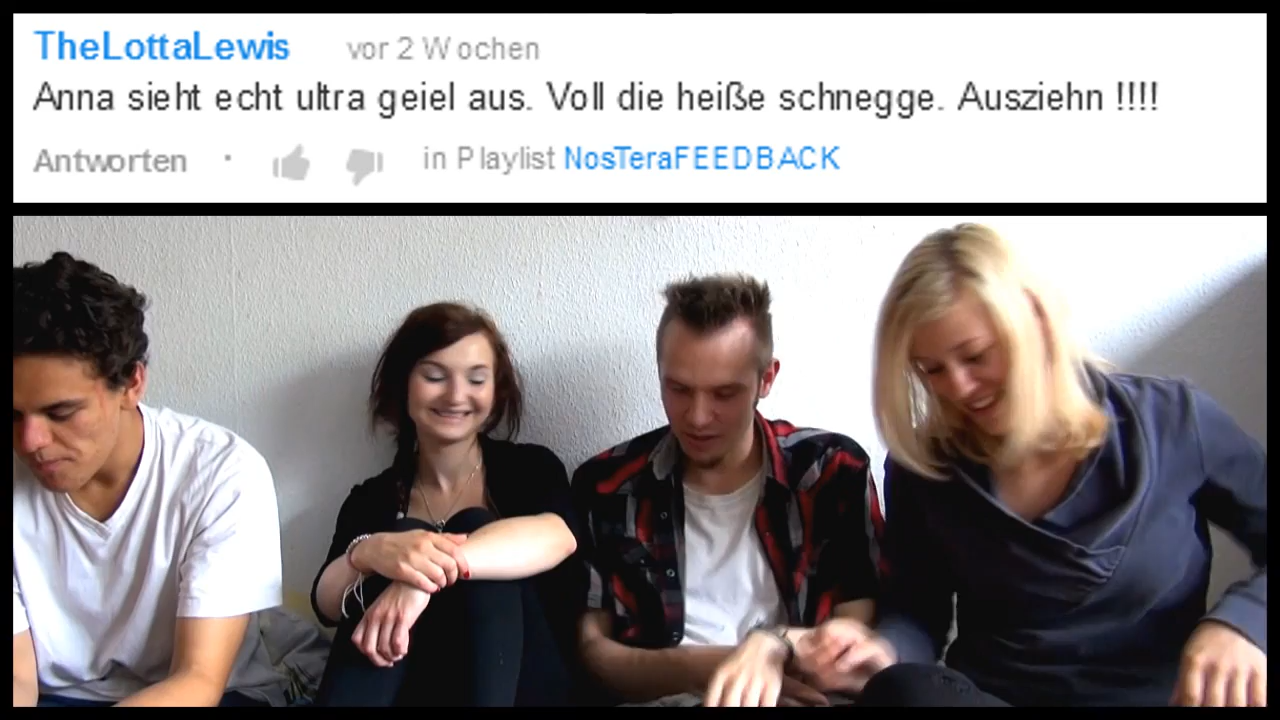 TheLottaLewis vor 2 Wochen
Anna sieht echt ultra geiel aus. Voll die heiße schnegge. Ausziehn !!!!
Antworten · in Playlist NosTeraFEEDBACK